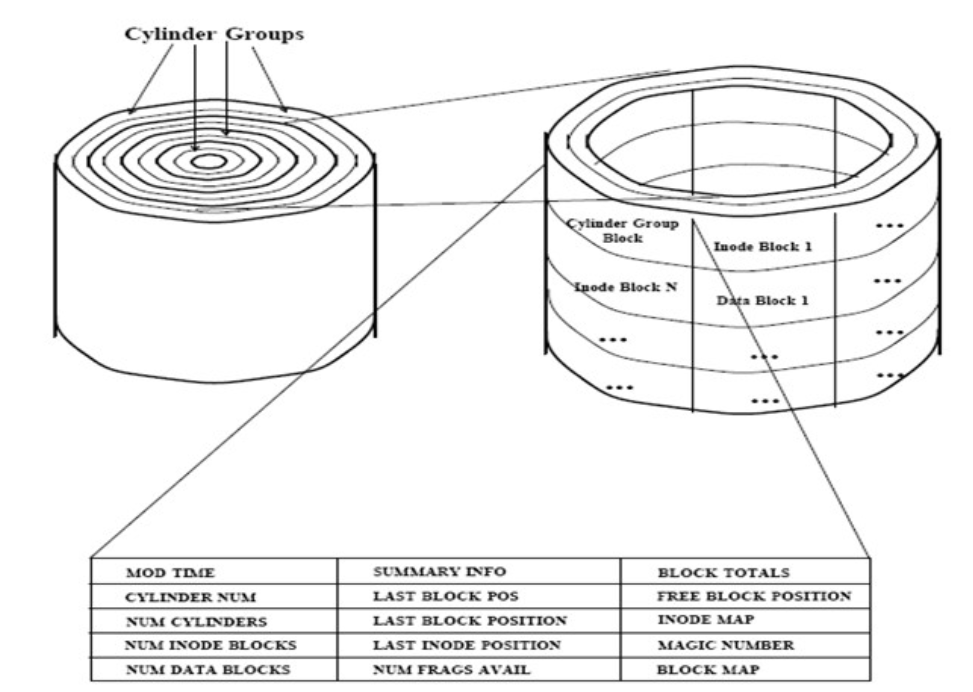 Cylinder Groups
Cylinder Group
Block
Inode Block 1
...
Inode Block N
Data Block 1
...
...
...
...
...
...
...
MOD TIME
SUMMARY INFO
BLOCK TOTALS
CYLINDER NUM
LAST BLOCK POS
FREE BLOCK POSITION
NUM CYLINDERS
LAST BLOCK POSITION
INODE MAP
NUM INODE BLOCKS
LAST INODE POSITION
MAGIC NUMBER
NUM DATA BLOCKS
NUM FRAGS AVAIL
BLOCK MAP